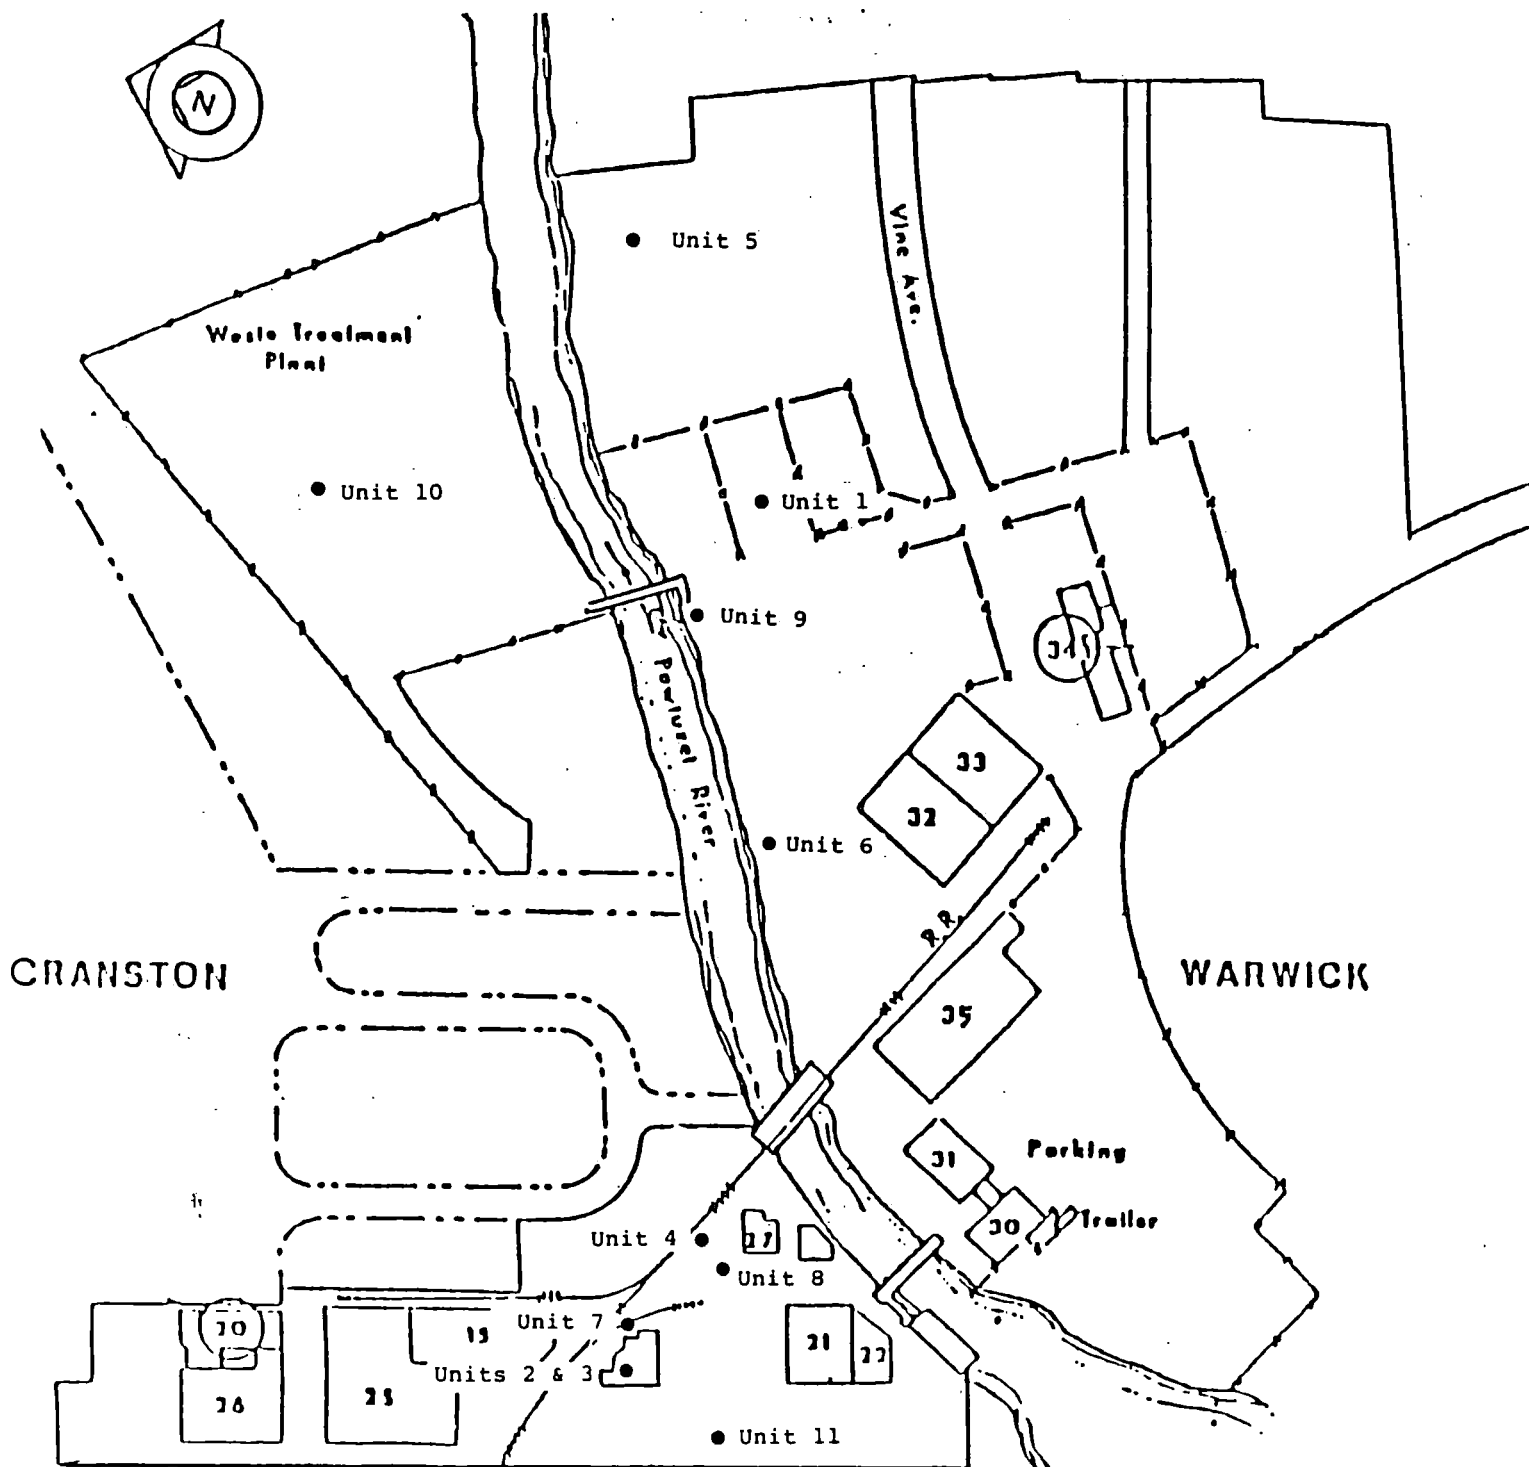 N
Unit 5
Vine Ave.
Waste Treatment
Plant
Unit 10
Unit 1
Unit 9
Pawtuxet River
33
32
Unit 6
R.R.
CRANSTON
WARWICK
35
31
Parking
30
Trailer
Unit 4
27
Unit 8
Unit 7
21
22
Units 2 & 3
Unit 11